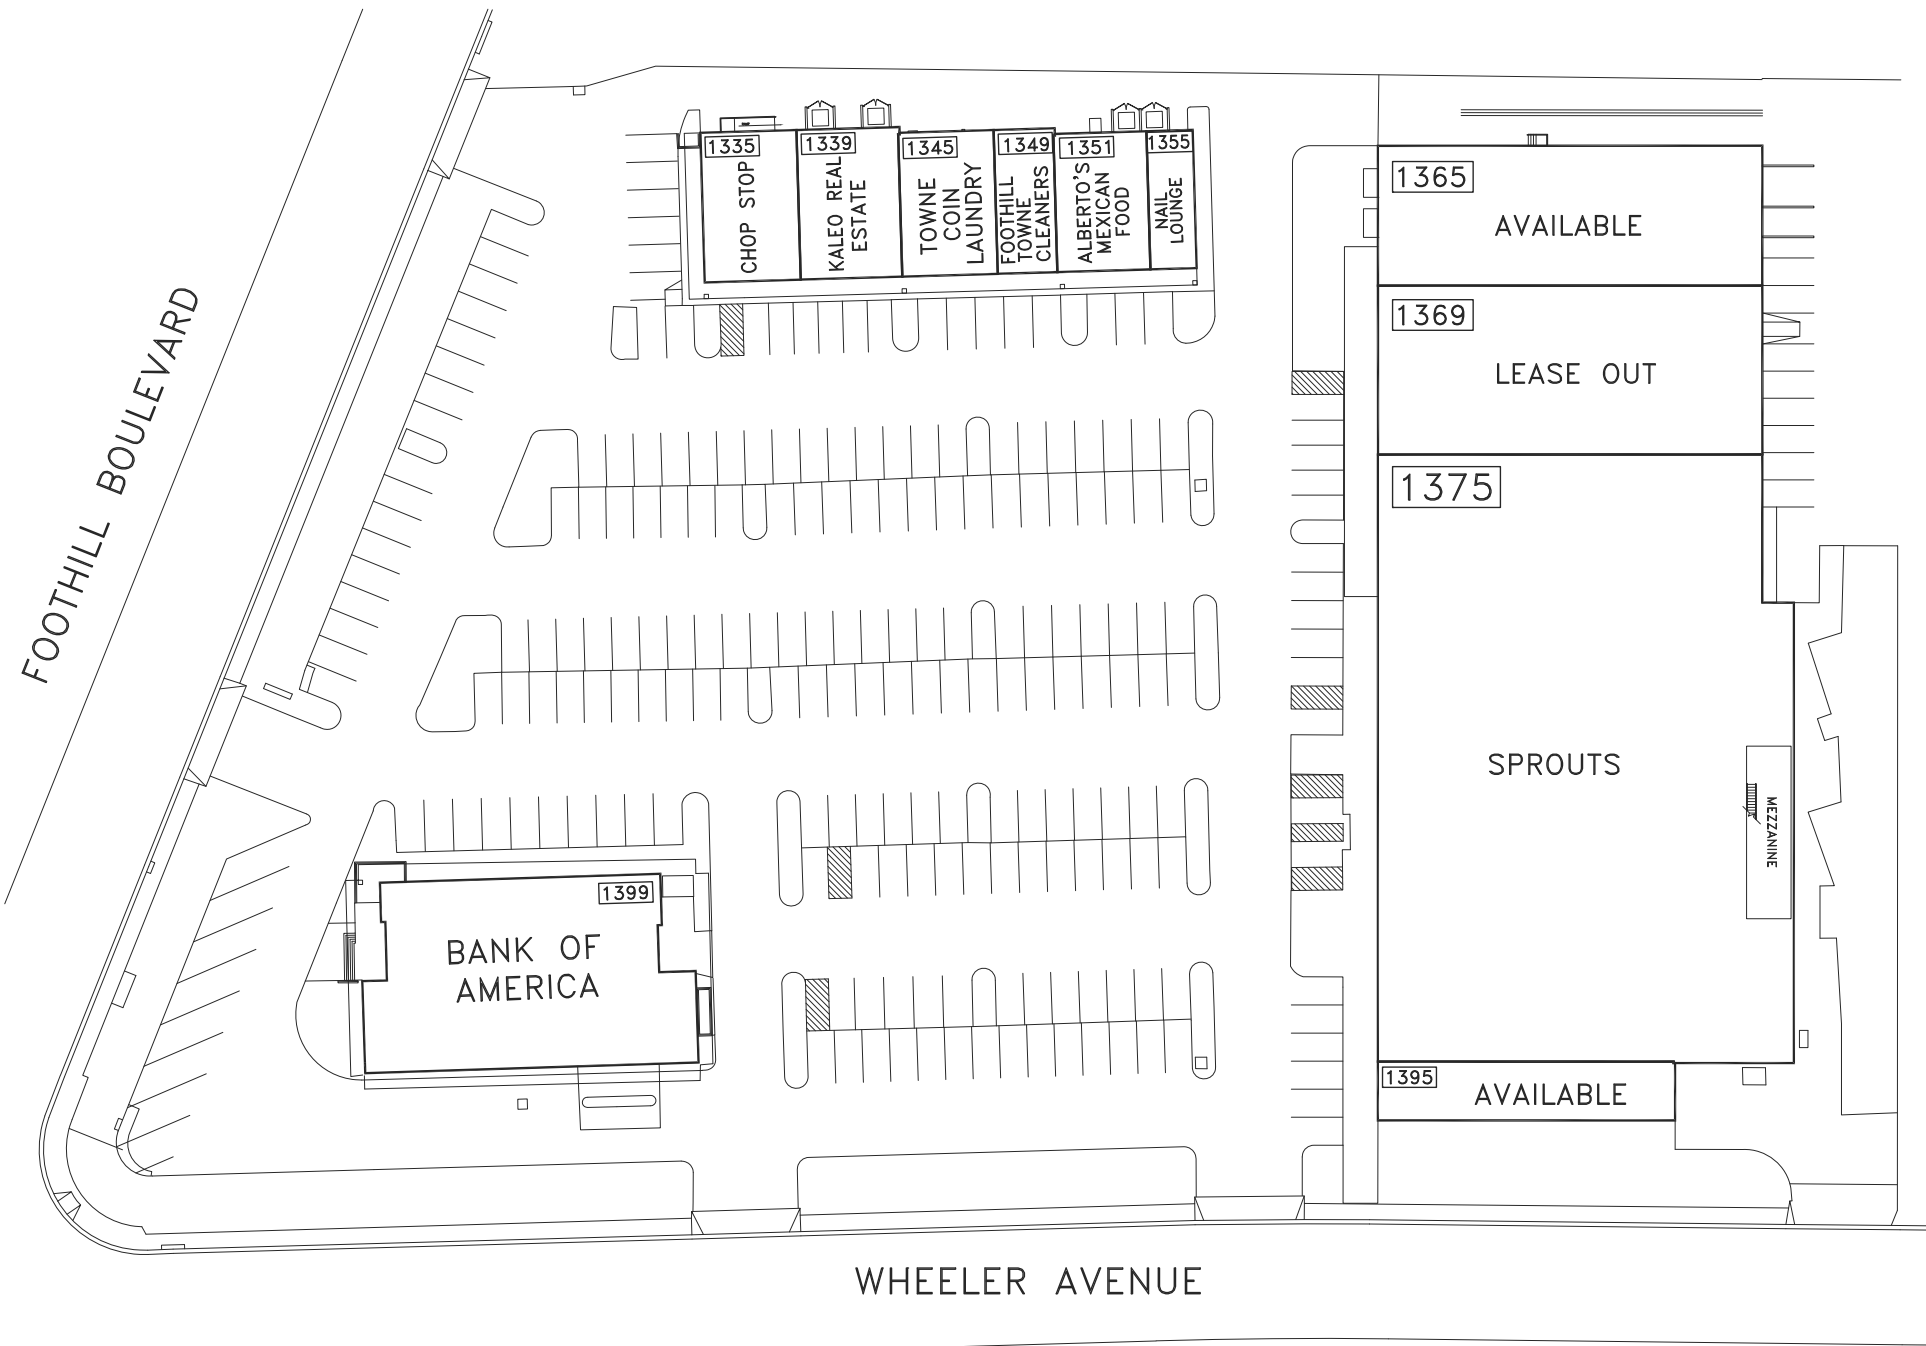 FOOTHILL BOULEVARD
1335
CHOP STOP
1339
KALEO REAL
ESTATE
1345
TOWNE
COIN
LAUNDRY
1349
FOOTHILL
TOWNE
CLEANERS
1351
ALBERTO'S
MEXICAN
FOOD
1355
NAIL
LOUNGE
1365
AVAILABLE
1369
LEASE OUT
1375
SPROUTS
MEZZANINE
1399
BANK OF
AMERICA
1395
AVAILABLE
WHEELER AVENUE